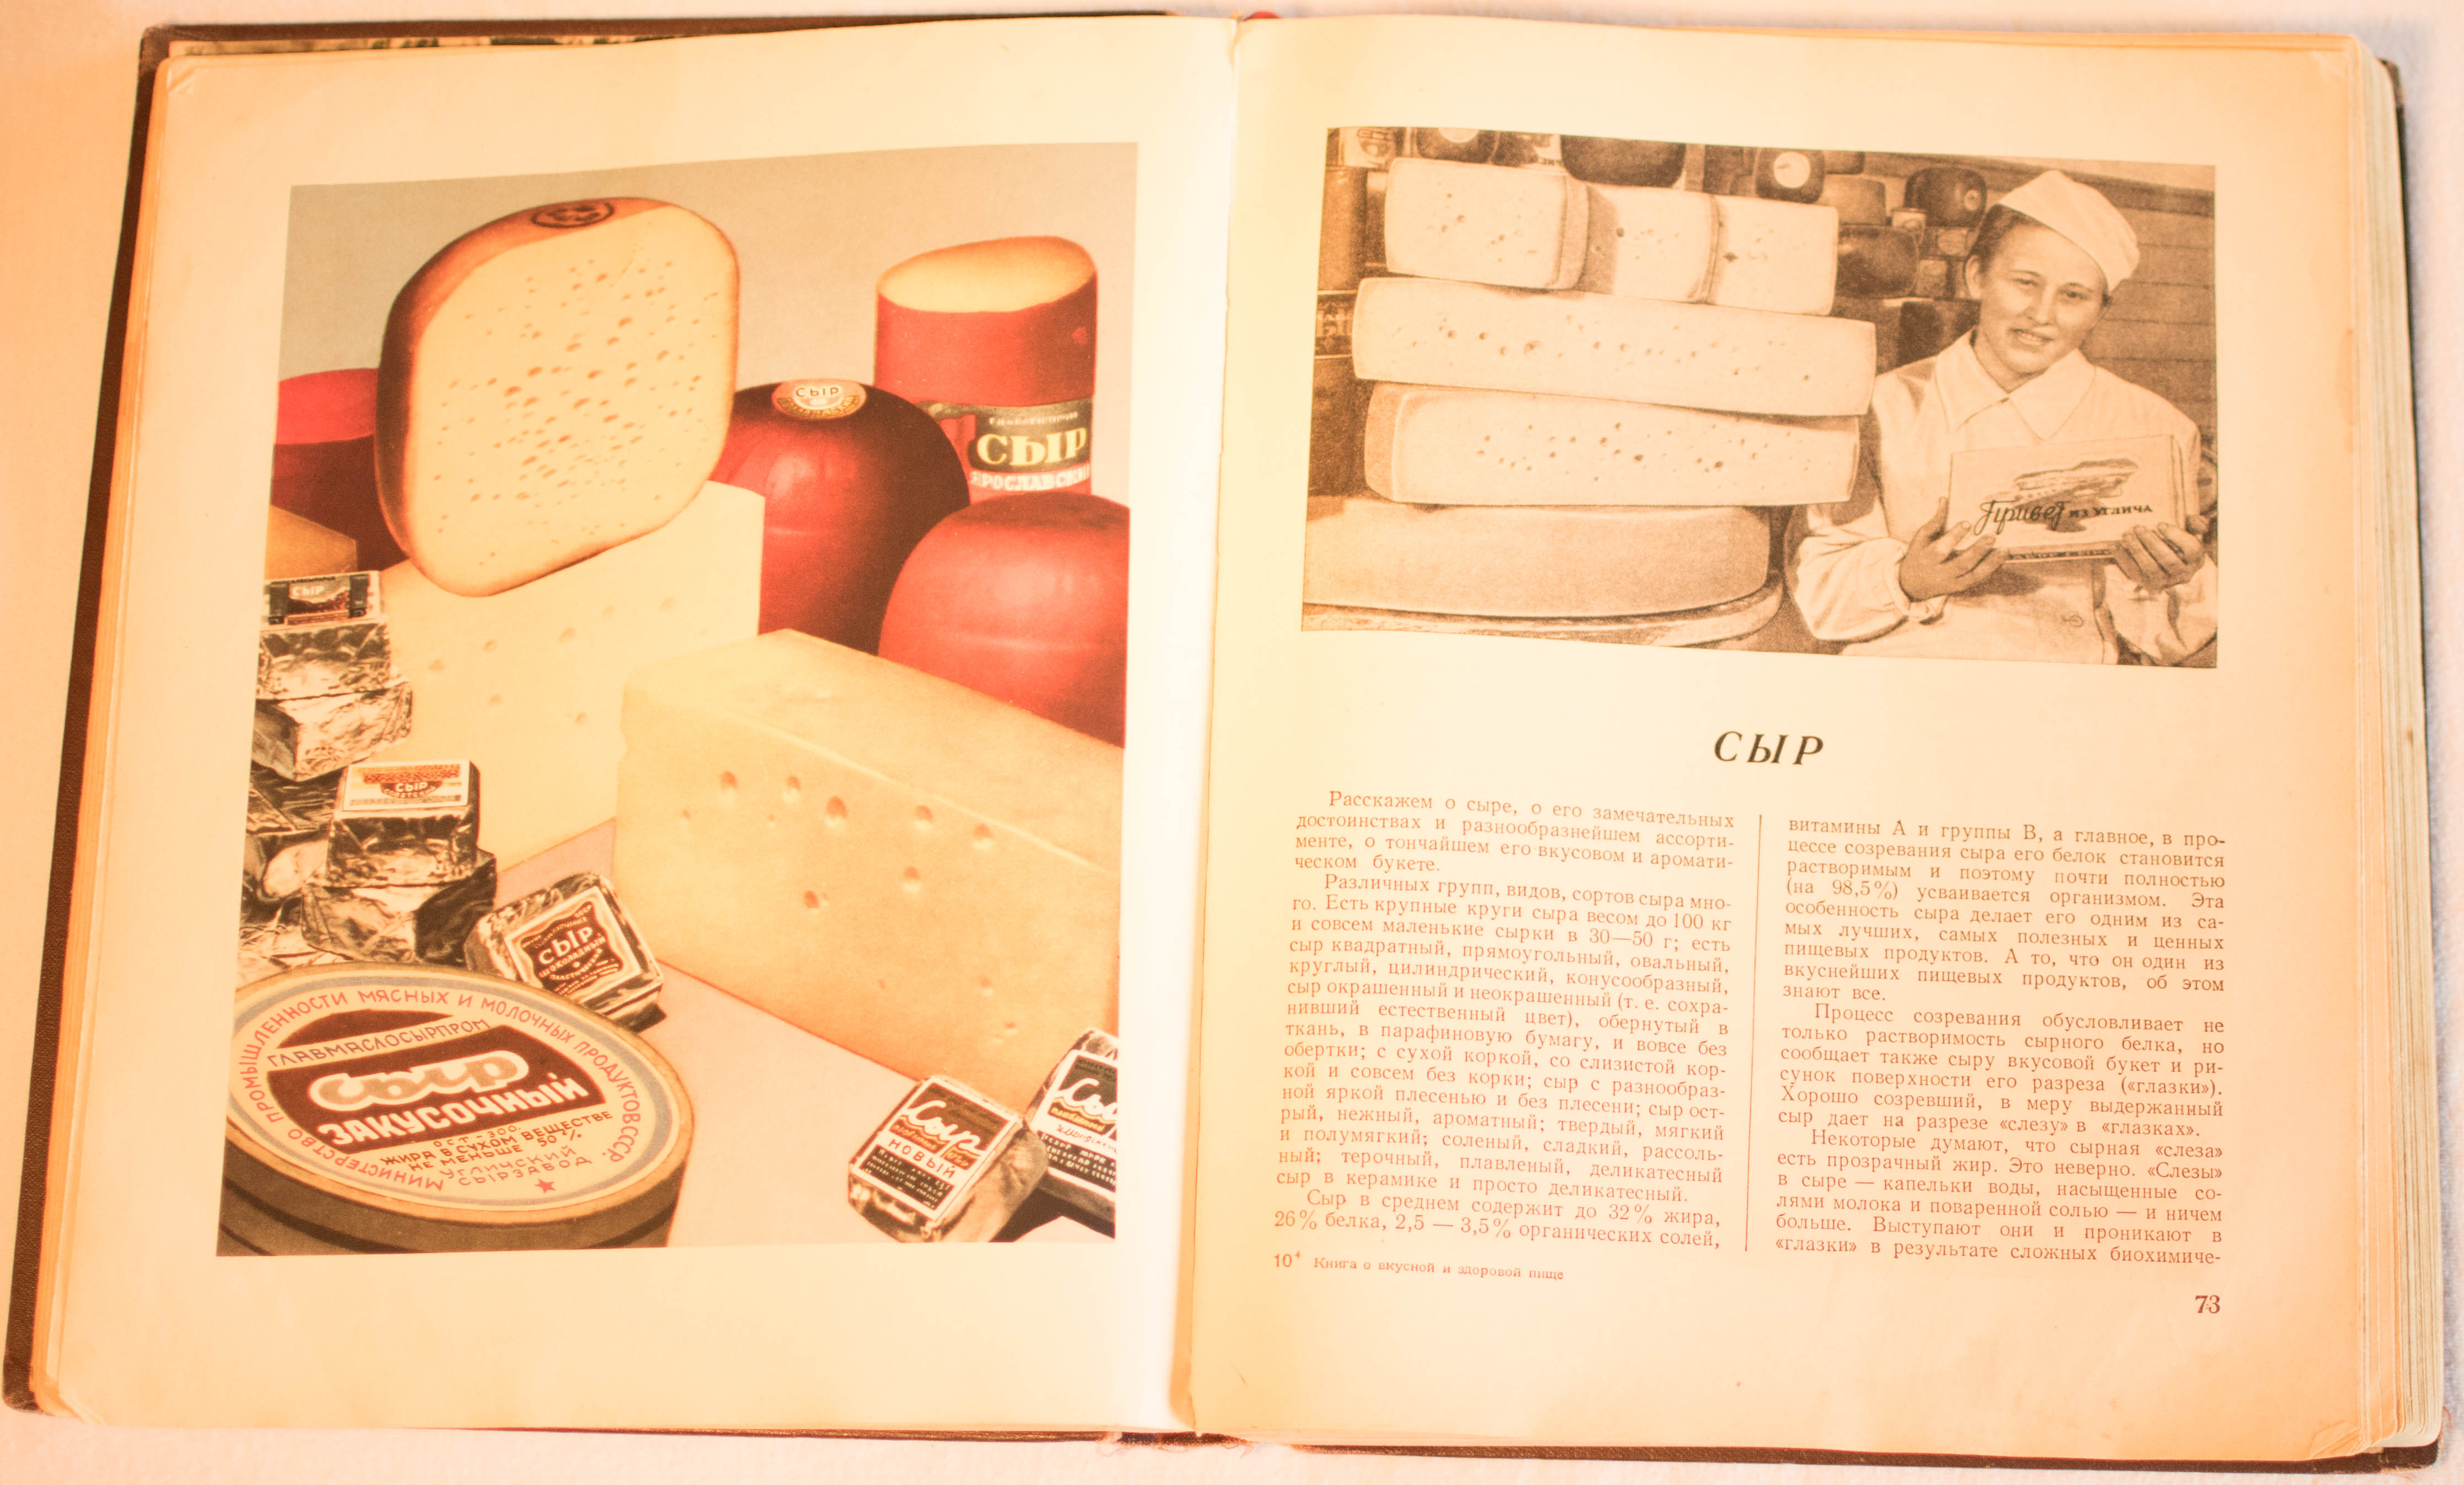 СЫР
СЫР
ЯРОСЛАВСКИЙ
СЫР
СЫР
СЫР
ШОКОЛАДНЫЙ
МИНИСТЕРСТВО ПРОМЫШЛЕННОСТИ МЯСНЫХ И МОЛОЧНЫХ ПРОДУКТОВ СССР
ГЛАВМАСЛОСЫРПРОМ
Сыр
ЗАКУСОЧНЫЙ
ОСТ-300
ЖИРА В СУХОМ ВЕЩЕСТВЕ
НЕ МЕНЬШЕ 50%
УГЛИЧСКИЙ
СЫРЗАВОД
Сыр
НОВЫЙ
Сыр
Привет ИЗ УГЛИЧА
СЫР
Расскажем о сыре, о его замечательных
достоинствах и разнообразнейшем ассорти-
менте, о тончайшем его вкусовом и аромати-
ческом букете.
Различных групп, видов, сортов сыра мно-
го. Есть крупные круги сыра весом до 100 кг
и совсем маленькие сырки в 30—50 г; есть
сыр квадратный, прямоугольный, овальный,
круглый, цилиндрический, конусообразный,
сыр окрашенный и неокрашенный (т. е. сохра-
нивший естественный цвет), обернутый в
ткань, в парафиновую бумагу, и вовсе без
обертки; с сухой коркой, со слизистой кор-
кой и совсем без корки; сыр с разнообраз-
ной яркой плесенью и без плесени; сыр ост-
рый, нежный, ароматный; твердый, мягкий
и полумягкий; соленый, сладкий, рассоль-
ный; терочный, плавленый, деликатесный
сыр в керамике и просто деликатесный.
Сыр в среднем содержит до 32% жира,
26% белка, 2,5 — 3,5% органических солей,
10⁴ Книга о вкусной и здоровой пище
витамины А и группы В, а главное, в про-
цессе созревания сыра его белок становится
растворимым и поэтому почти полностью
(на 98,5%) усваивается организмом. Эта
особенность сыра делает его одним из са-
мых лучших, самых полезных и ценных
пищевых продуктов. А то, что он один из
вкуснейших пищевых продуктов, об этом
знают все.
Процесс созревания обусловливает не
только растворимость сырного белка, но
сообщает также сыру вкусовой букет и ри-
сунок поверхности его разреза («глазки»).
Хорошо созревший, в меру выдержанный
сыр дает на разрезе «слезу» в «глазках».
Некоторые думают, что сырная «слеза»
есть прозрачный жир. Это неверно. «Слезы»
в сыре — капельки воды, насыщенные со-
лями молока и поваренной солью — и ничем
больше. Выступают они и проникают в
«глазки» в результате сложных биохимиче-
73